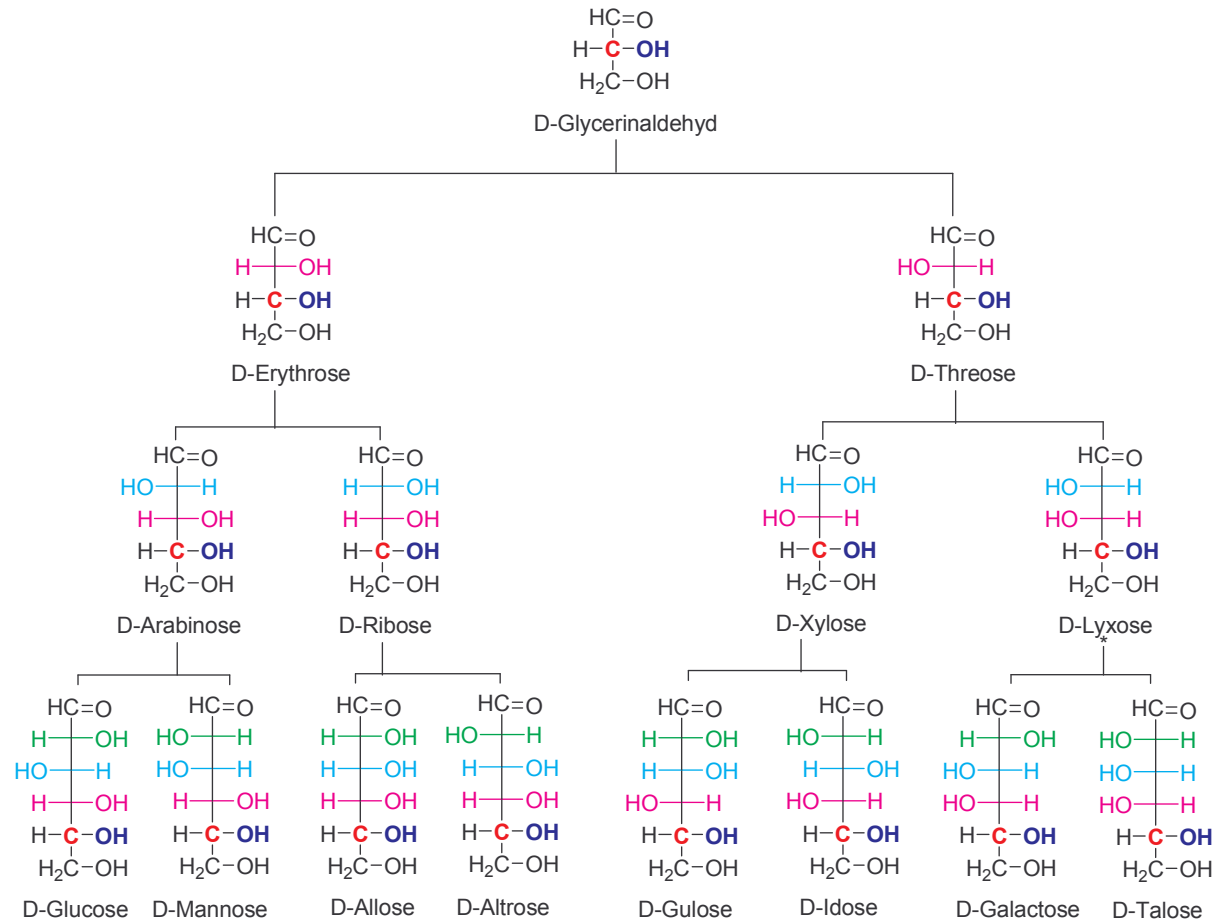 HC=O
H–C–OH
H₂C–OH
D-Glycerinaldehyd
HC=O
H–OH
H–C–OH
H₂C–OH
D-Erythrose
HC=O
HO–H
H–C–OH
H₂C–OH
D-Threose
HC=O
HO–H
H–OH
H–C–OH
H₂C–OH
D-Arabinose
HC=O
H–OH
H–OH
H–C–OH
H₂C–OH
D-Ribose
HC=O
H–OH
HO–H
H–C–OH
H₂C–OH
D-Xylose
HC=O
HO–H
HO–H
H–C–OH
H₂C–OH
D-Lyxose
*
HC=O
H–OH
HO–H
H–OH
H–C–OH
H₂C–OH
D-Glucose
HC=O
HO–H
HO–H
H–OH
H–C–OH
H₂C–OH
D-Mannose
HC=O
H–OH
H–OH
H–OH
H–C–OH
H₂C–OH
D-Allose
HC=O
HO–H
H–OH
H–OH
H–C–OH
H₂C–OH
D-Altrose
HC=O
H–OH
H–OH
HO–H
H–C–OH
H₂C–OH
D-Gulose
HC=O
HO–H
H–OH
HO–H
H–C–OH
H₂C–OH
D-Idose
HC=O
H–OH
HO–H
HO–H
H–C–OH
H₂C–OH
D-Galactose
HC=O
HO–H
HO–H
HO–H
H–C–OH
H₂C–OH
D-Talose